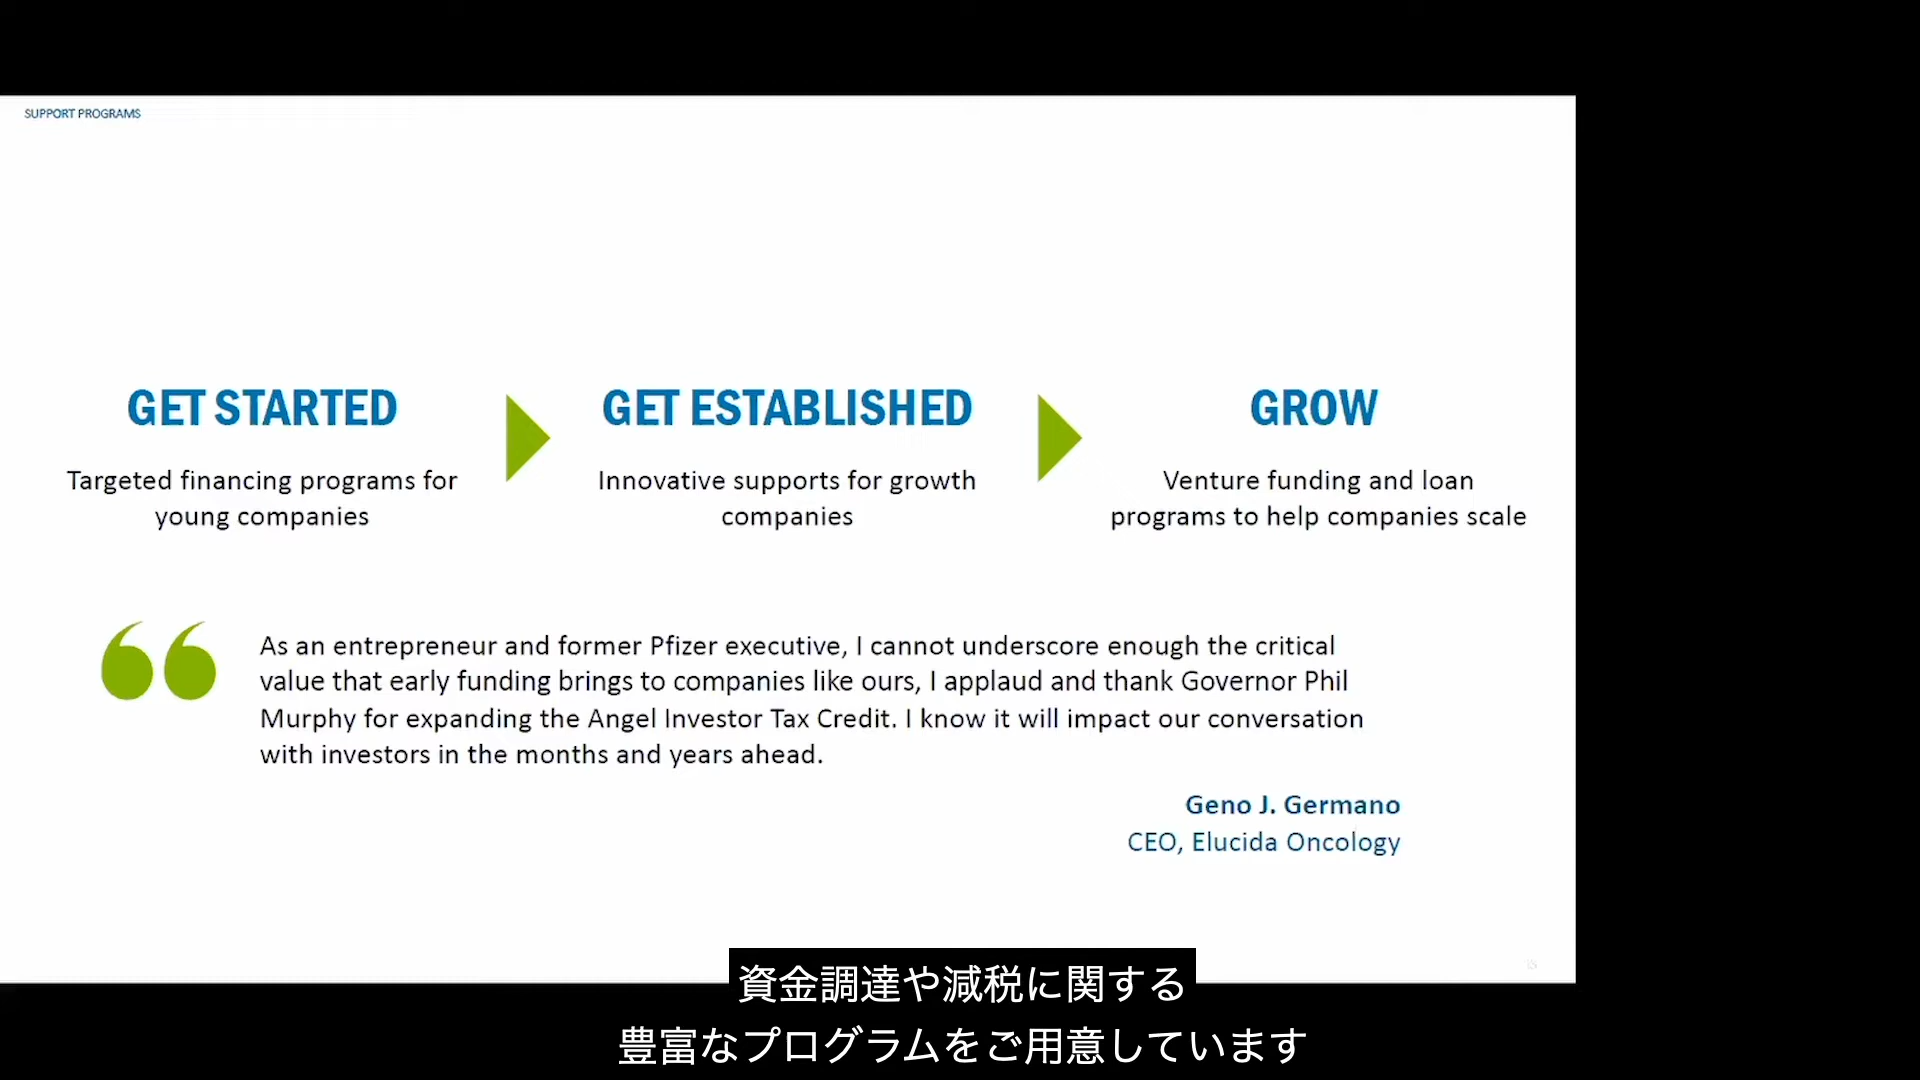 SUPPORT PROGRAMS
GET STARTED
Targeted financing programs for
young companies
GET ESTABLISHED
Innovative supports for growth
companies
GROW
Venture funding and loan
programs to help companies scale
“
As an entrepreneur and former Pfizer executive, I cannot underscore enough the critical
value that early funding brings to companies like ours, I applaud and thank Governor Phil
Murphy for expanding the Angel Investor Tax Credit. I know it will impact our conversation
with investors in the months and years ahead.
Geno J. Germano
CEO, Elucida Oncology
資金調達や減税に関する
豊富なプログラムをご用意しています